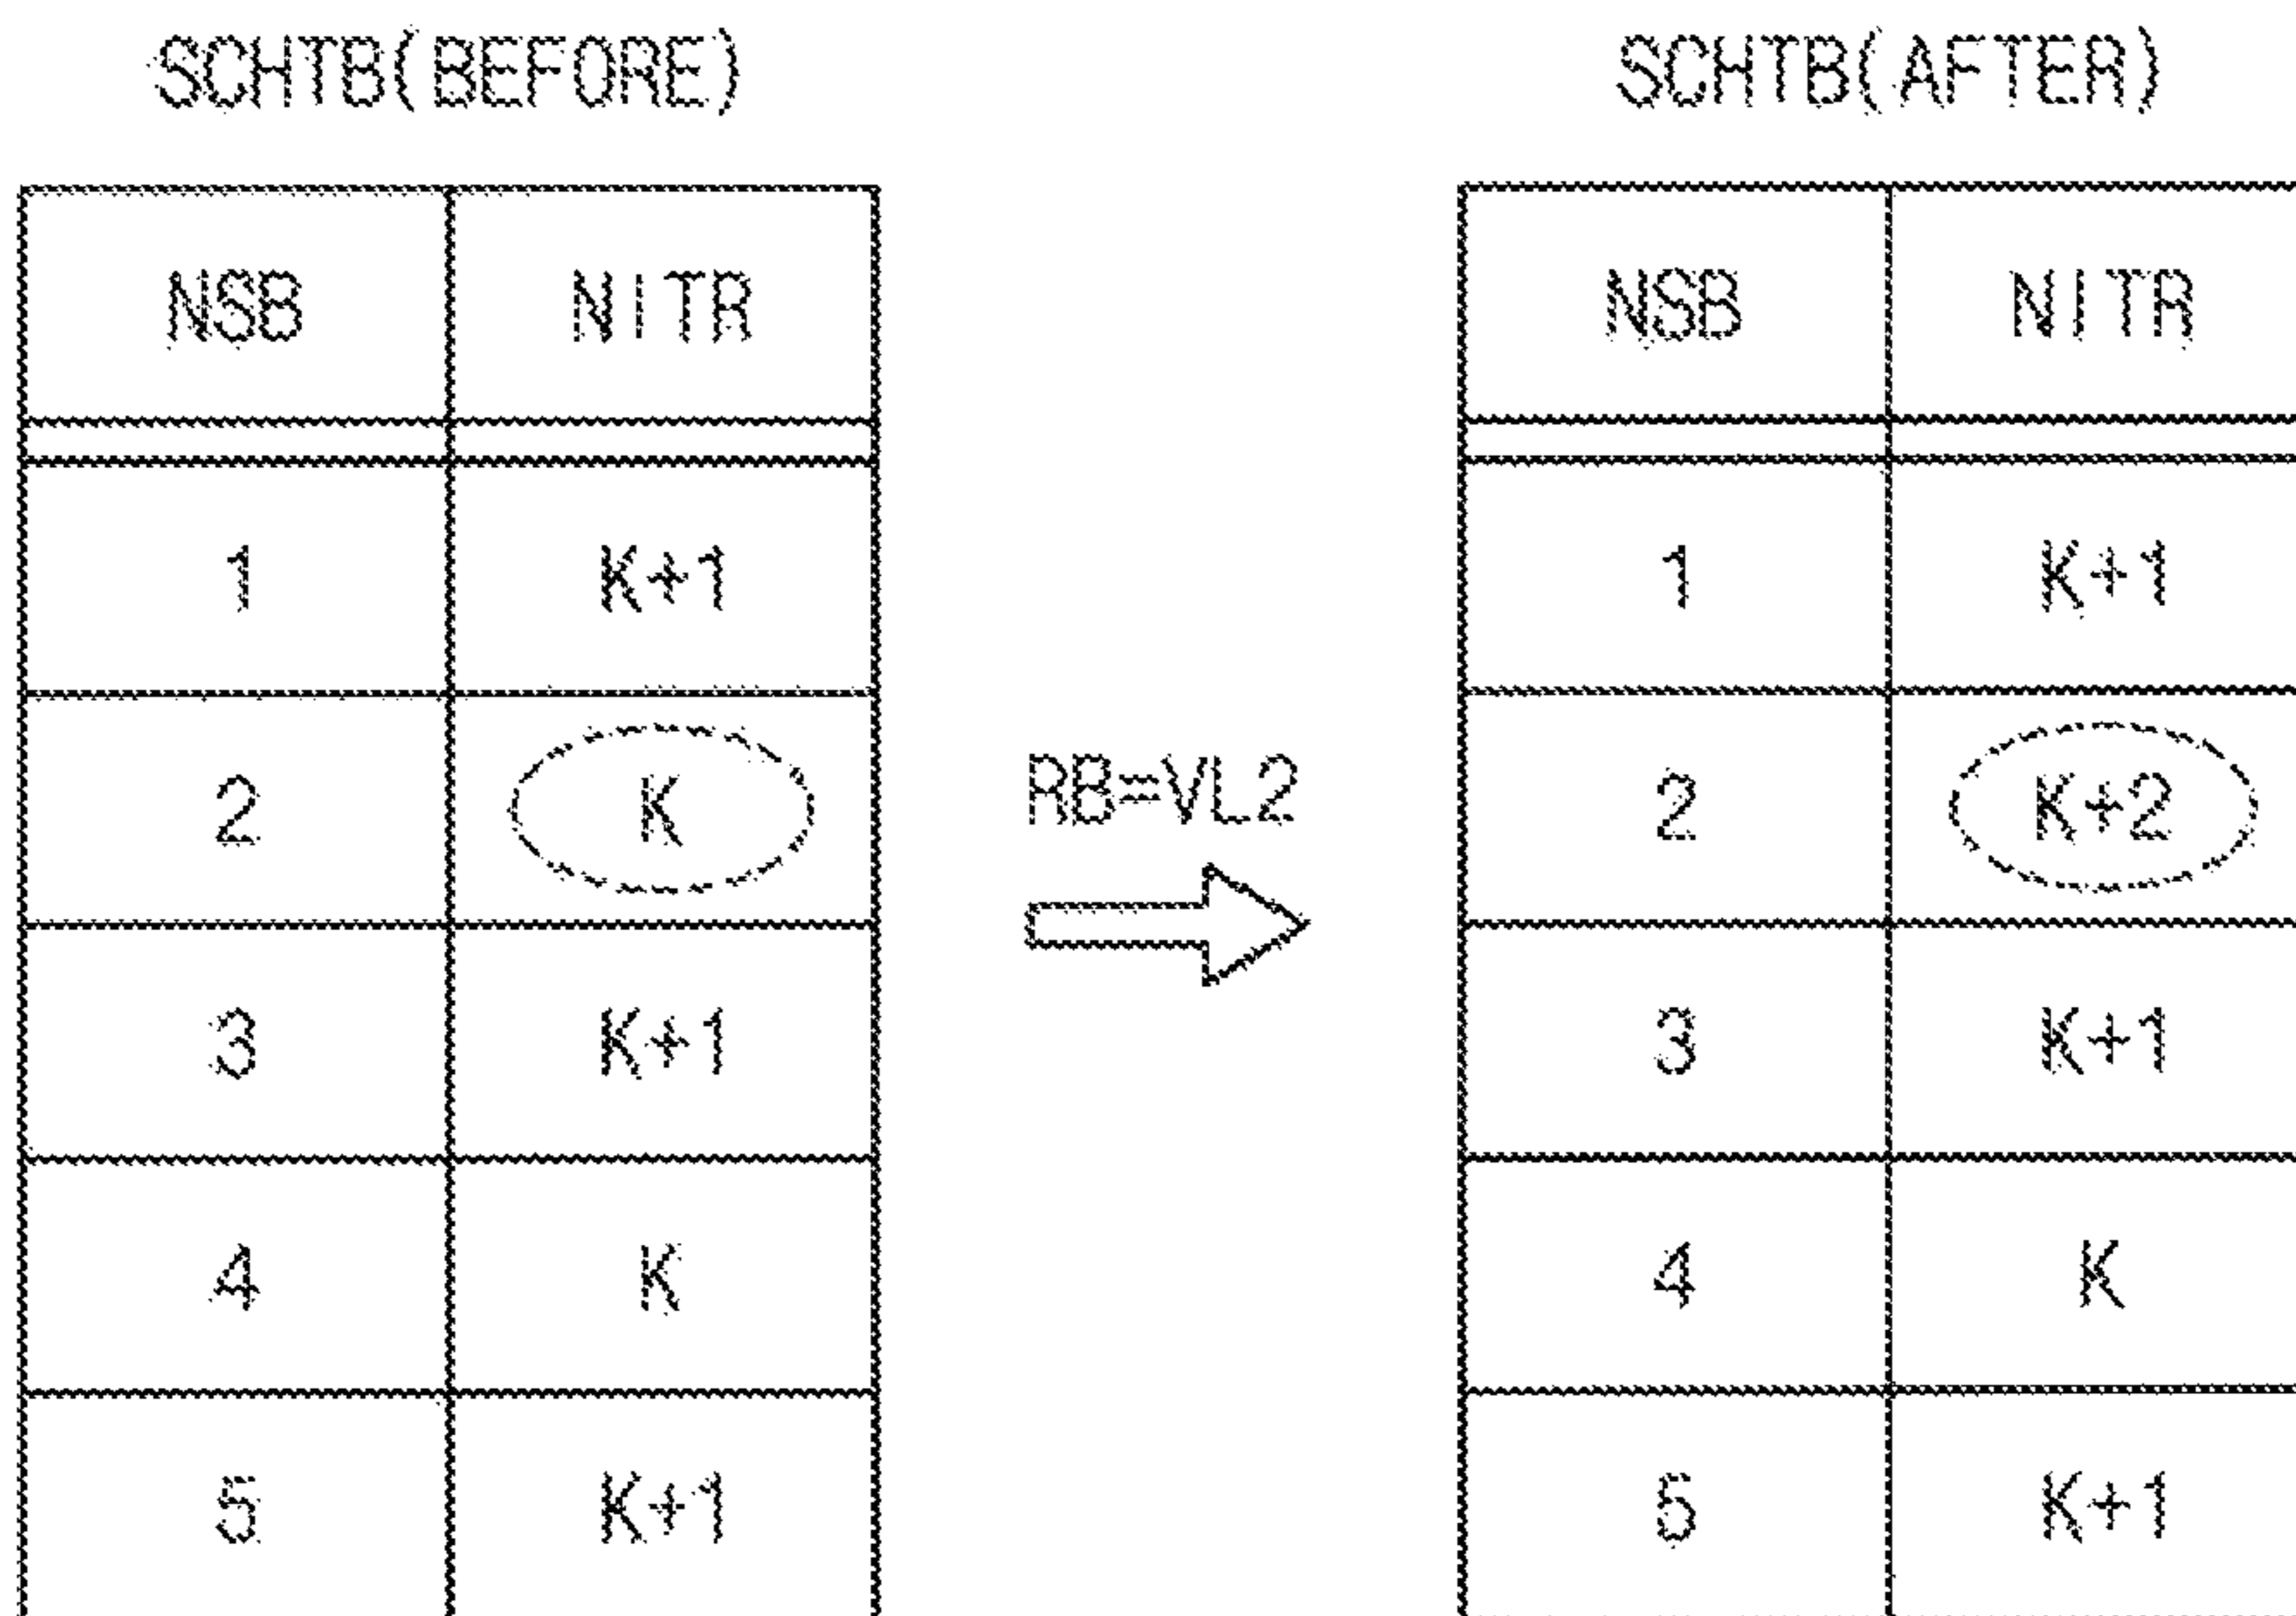 SCHTB(BEFORE)
NSB NITR
1 K+1
2 K
3 K+1
4 K
5 K+1
RB=VL2
SCHTB(AFTER)
NSB NITR
1 K+1
2 K+2
3 K+1
4 K
5 K+1